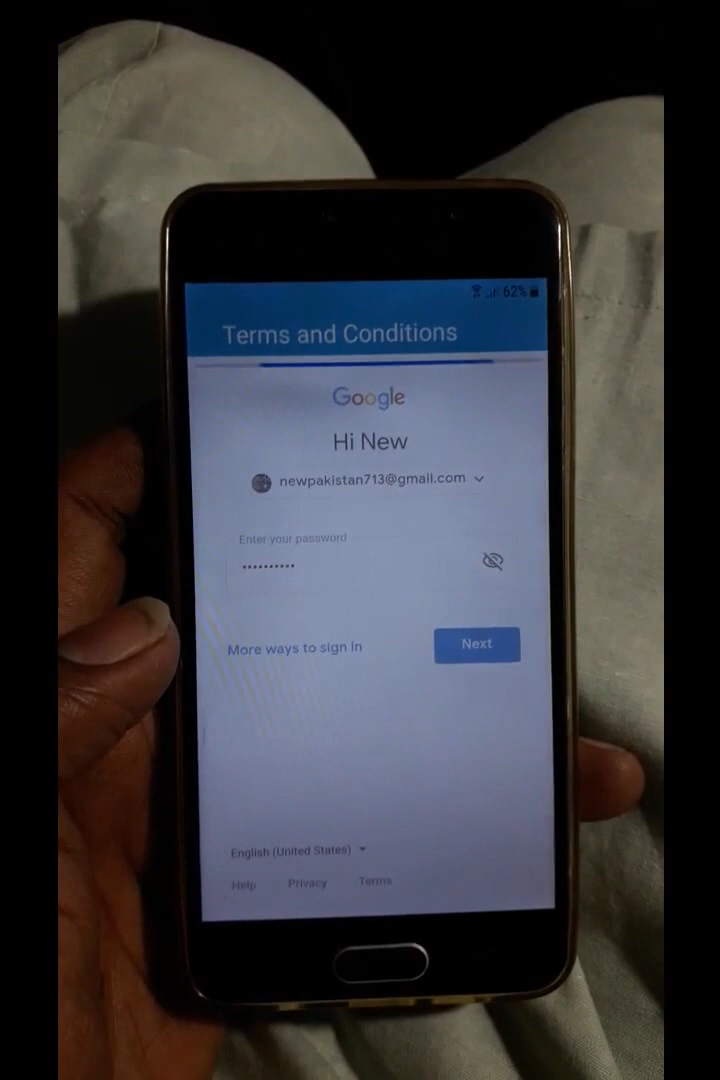 62%
Terms and Conditions
Google
Hi New
newpakistan713@gmail.com
Enter your password
••••••••••
More ways to sign in
Next
English (United States)
Help Privacy Terms